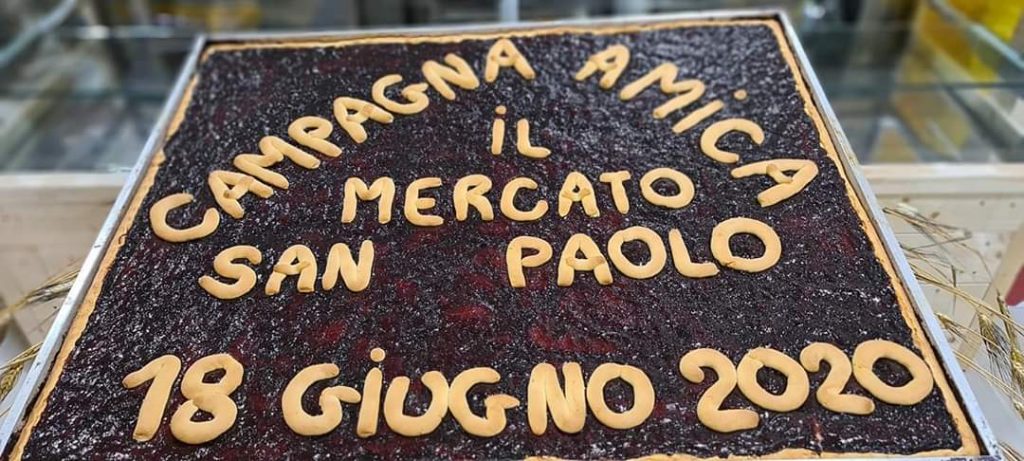 CAMPAGNA AMICA
iL
MERCATO
SAN PAOLO
18 GiUGNO 2020